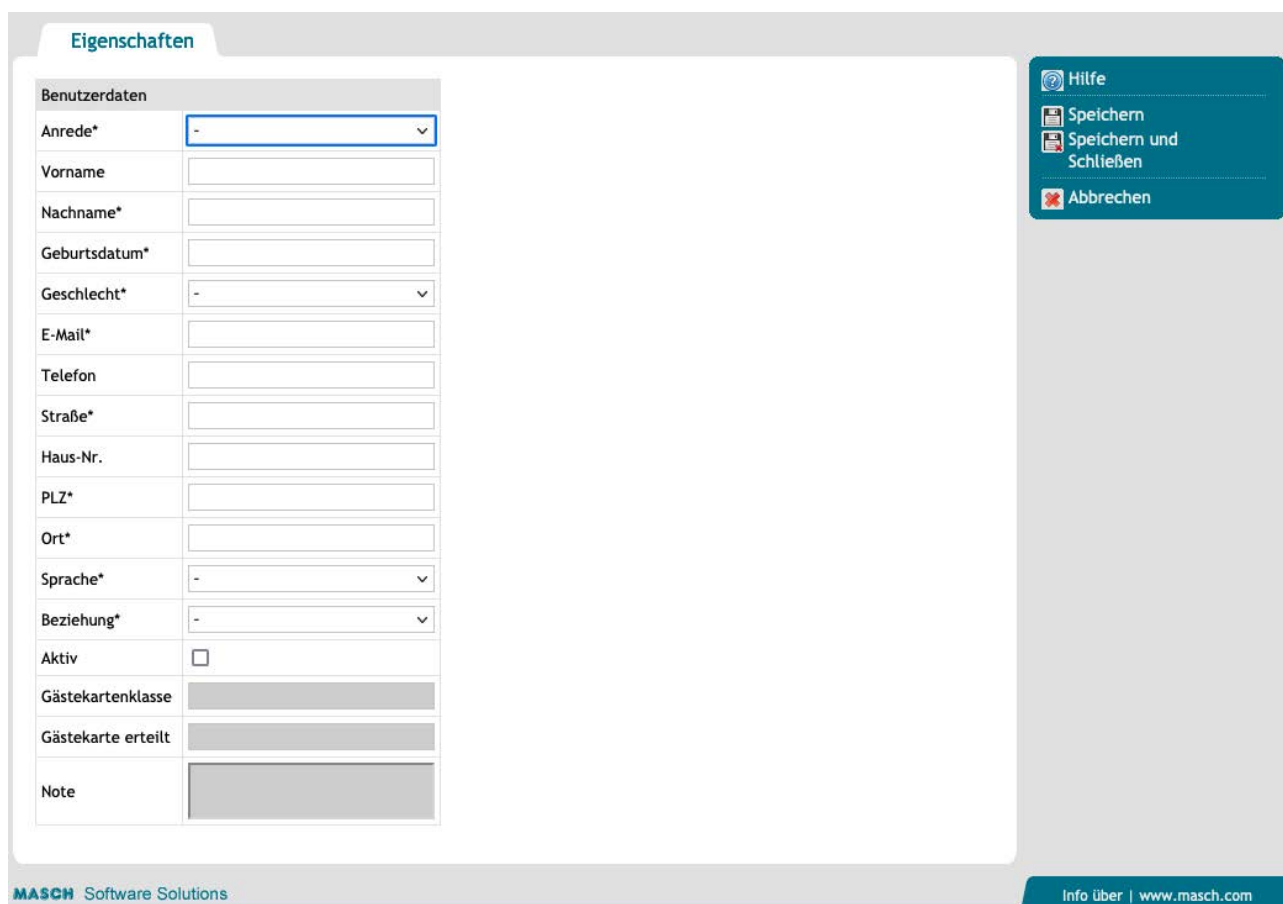 Eigenschaften
Benutzerdaten
Anrede* -
Vorname
Nachname*
Geburtsdatum*
Geschlecht* -
E-Mail*
Telefon
Straße*
Haus-Nr.
PLZ*
Ort*
Sprache* -
Beziehung* -
Aktiv
Gästekartenklasse
Gästekarte erteilt
Note
Hilfe
Speichern
Speichern und
Schließen
Abbrechen
MASCH Software Solutions
Info über | www.masch.com